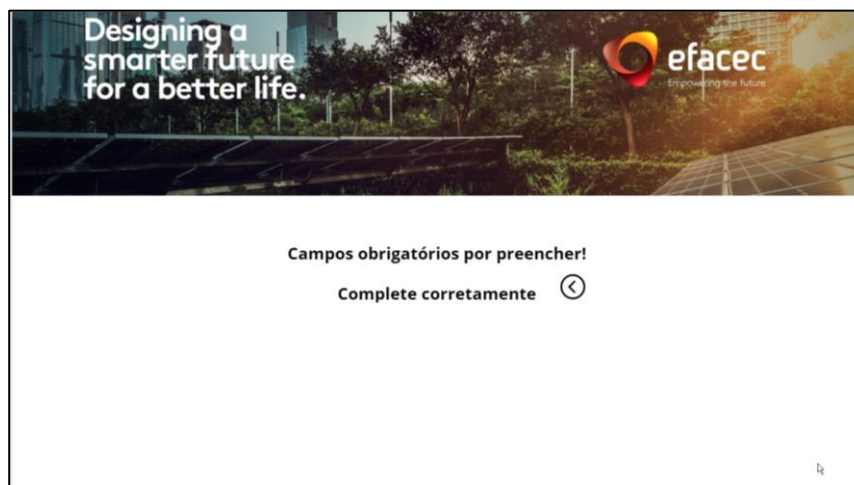 Designing a
smarter future
for a better life.
efacec
Empowering the future
Campos obrigatórios por preencher!
Complete corretamente